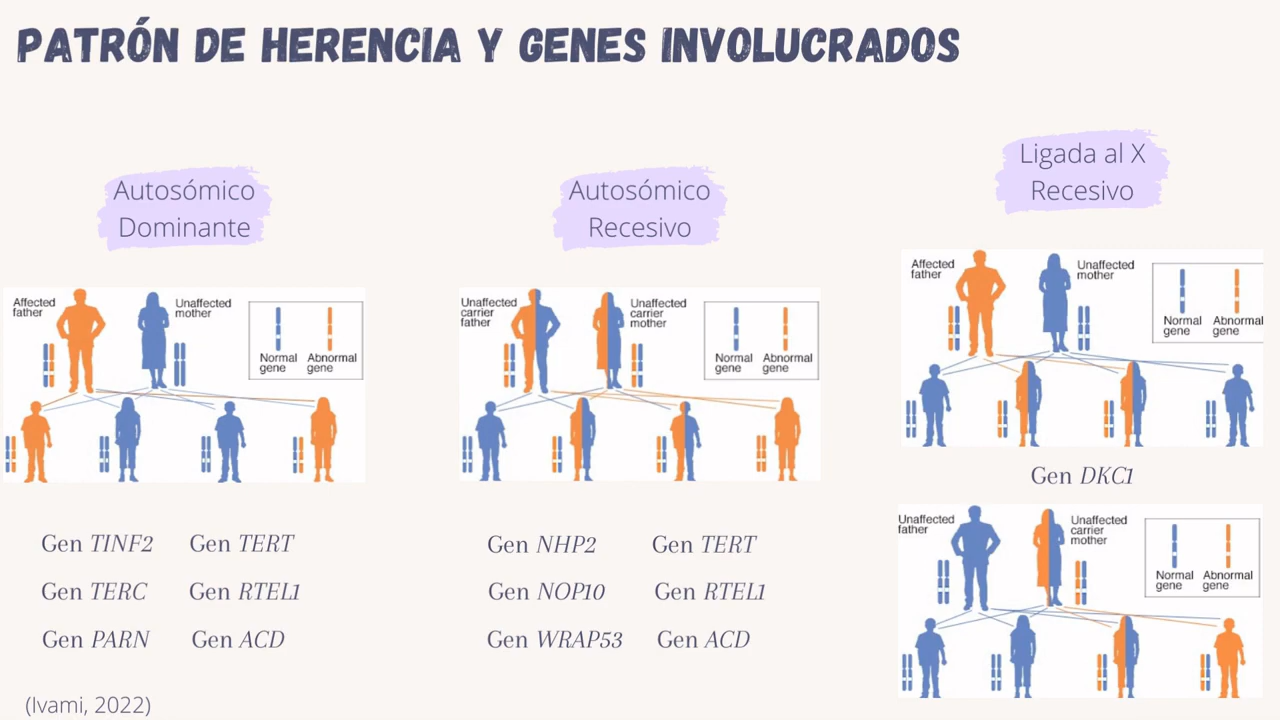 PATRÓN DE HERENCIA Y GENES INVOLUCRADOS
Autosómico
Dominante
Affected
father
Unaffected
mother
Normal
gene
Abnormal
gene
Gen TINF2
Gen TERT
Gen TERC
Gen RTEL1
Gen PARN
Gen ACD
Autosómico
Recesivo
Unaffected
carrier
father
Unaffected
carrier
mother
Normal
gene
Abnormal
gene
Gen NHP2
Gen TERT
Gen NOP10
Gen RTEL1
Gen WRAP53
Gen ACD
Ligada al X
Recesivo
Affected
father
Unaffected
mother
Normal
gene
Abnormal
gene
Gen DKC1
Unaffected
father
Unaffected
carrier
mother
Normal
gene
Abnormal
gene
(Ivami, 2022)